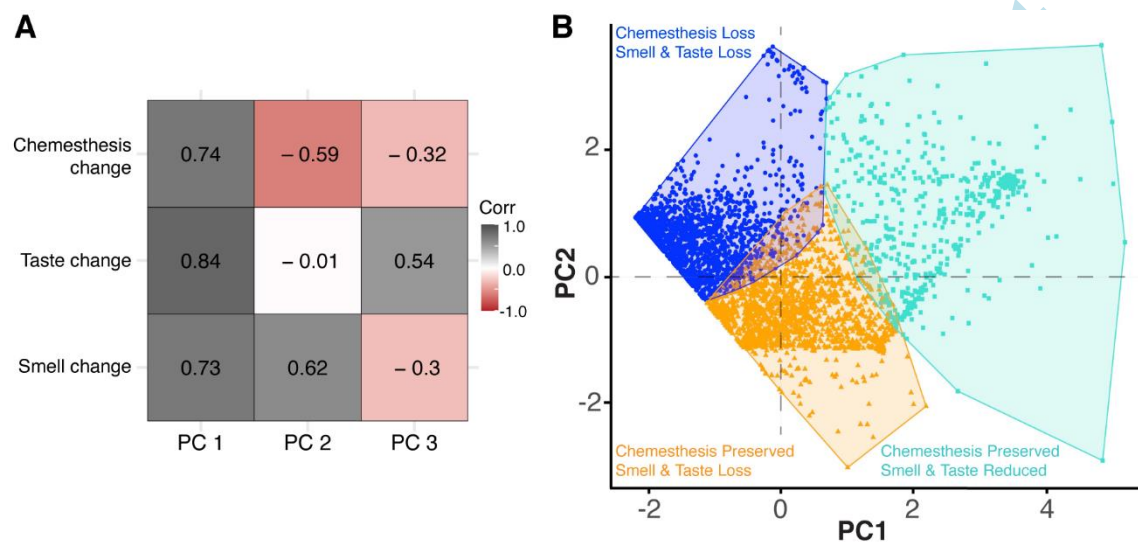 A
Chemesthesis
change
0.74
− 0.59
− 0.32
Taste change
0.84
− 0.01
0.54
Smell change
0.73
0.62
− 0.3
PC 1
PC 2
PC 3
Corr
1.0
0.0
-1.0
B
Chemesthesis Loss
Smell & Taste Loss
Chemesthesis Preserved
Smell & Taste Loss
Chemesthesis Preserved
Smell & Taste Reduced
PC2
2
0
-2
-2
0
2
4
PC1